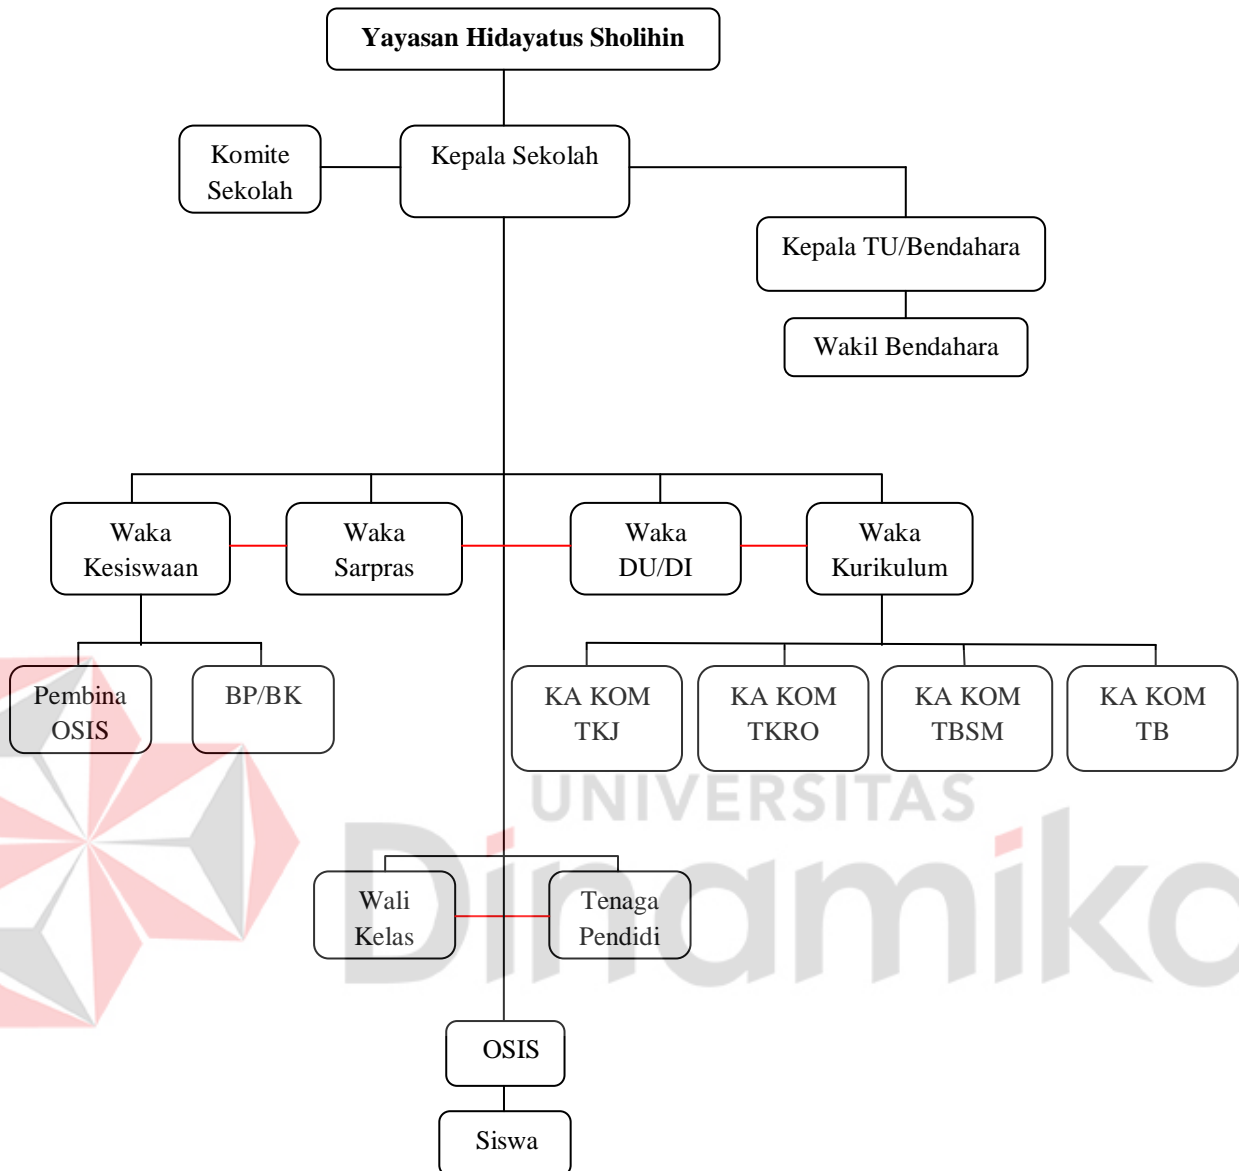 Yayasan Hidayatus Sholihin
Komite
Sekolah
Kepala Sekolah
Kepala TU/Bendahara
Wakil Bendahara
Waka
Kesiswaan
Waka
Sarpras
Waka
DU/DI
Waka
Kurikulum
Pembina
OSIS
BP/BK
KA KOM
TKJ
KA KOM
TKRO
KA KOM
TBSM
KA KOM
TB
UNIVERSITAS
Dinamika
Wali
Kelas
Tenaga
Pendidi
OSIS
Siswa